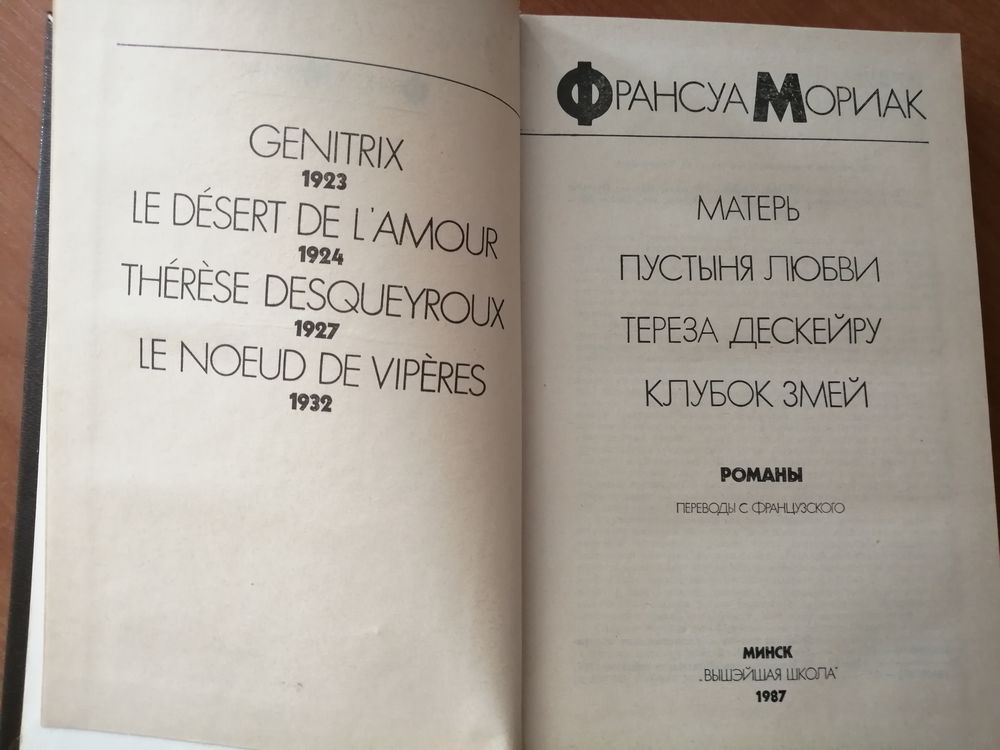 GENITRIX
1923
LE DÉSERT DE L'AMOUR
1924
THÉRÈSE DESQUEYROUX
1927
LE NOEUD DE VIPÈRES
1932
ФРАНСУА МОРИАК
МАТЕРЬ
ПУСТЫНЯ ЛЮБВИ
ТЕРЕЗА ДЕСКЕЙРУ
КЛУБОК ЗМЕЙ
РОМАНЫ
ПЕРЕВОДЫ С ФРАНЦУЗСКОГО
МИНСК
„ВЫШЭЙШАЯ ШКОЛА"
1987